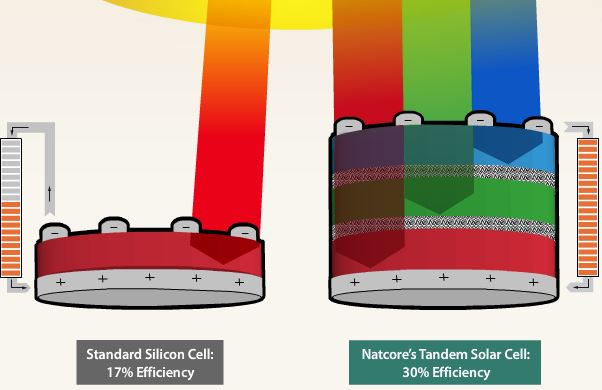 Standard Silicon Cell:
17% Efficiency
Natcore's Tandem Solar Cell:
30% Efficiency